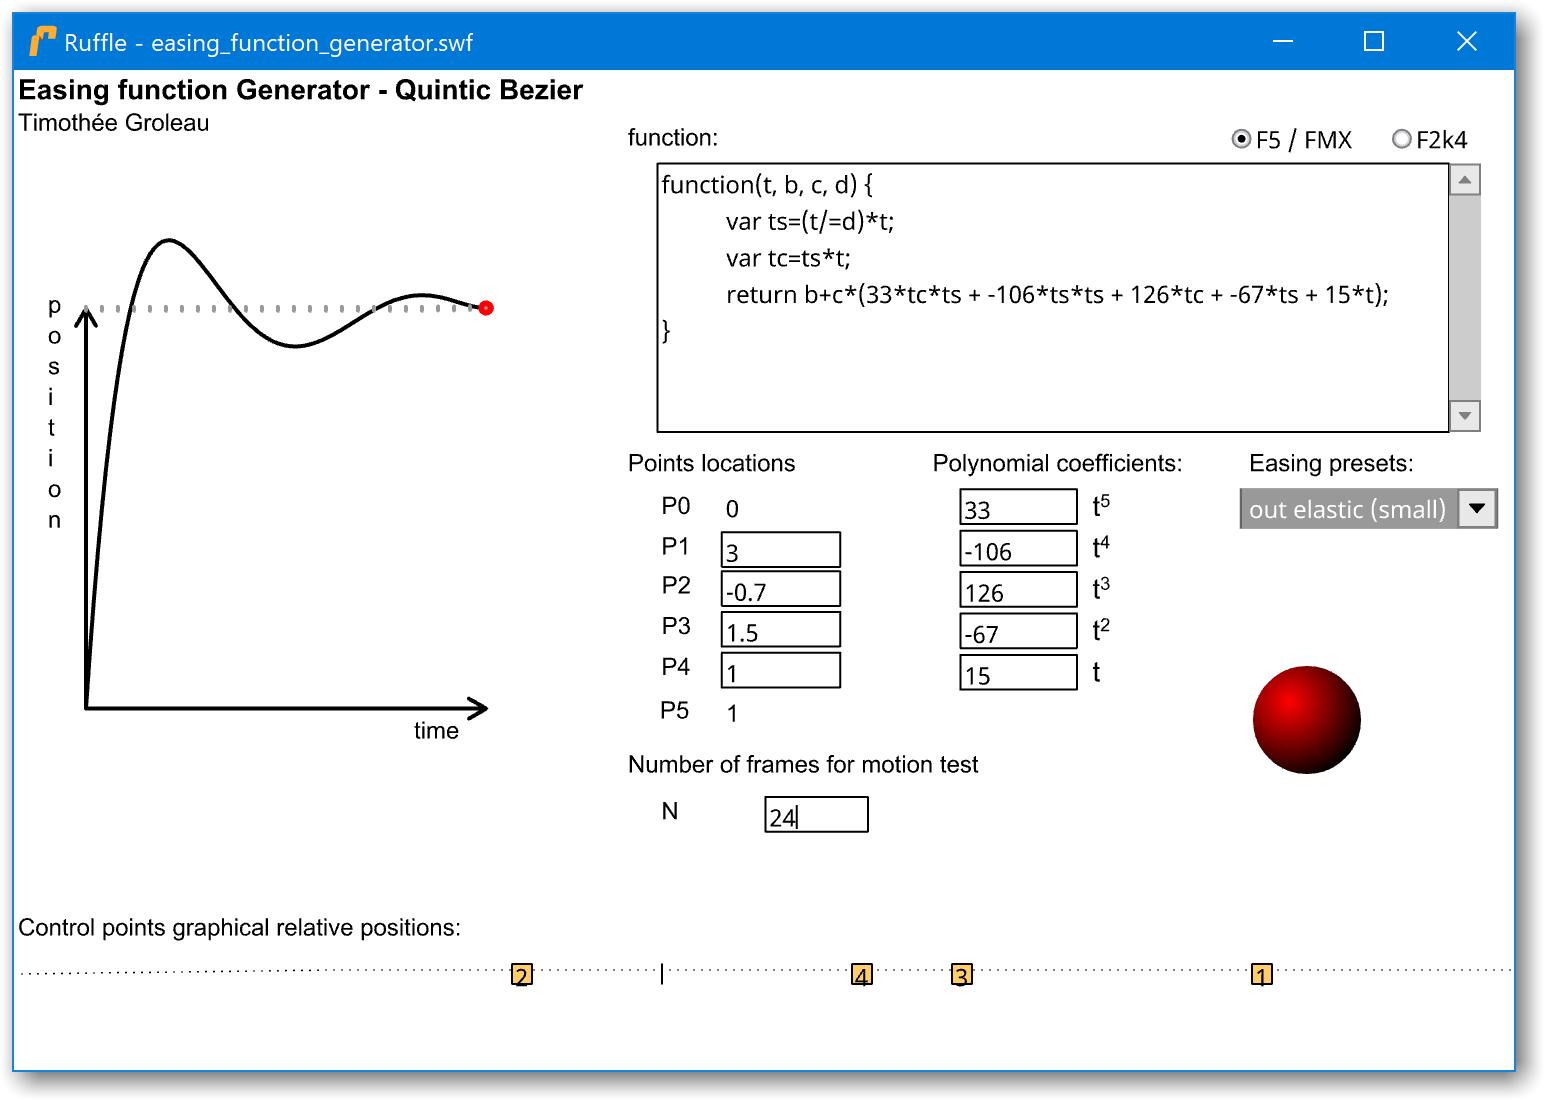 Ruffle - easing_function_generator.swf
Easing function Generator - Quintic Bezier
Timothée Groleau
function:
F5 / FMX
F2k4
function(t, b, c, d) {
var ts=(t/=d)*t;
var tc=ts*t;
return b+c*(33*tc*ts + -106*ts*ts + 126*tc + -67*ts + 15*t);
}
position
time
Points locations
P0 0
P1 3
P2 -0.7
P3 1.5
P4 1
P5 1
Polynomial coefficients:
33 t5
-106 t4
126 t3
-67 t2
15 t
Easing presets:
out elastic (small)
Number of frames for motion test
N 24
Control points graphical relative positions:
2 4 3 1